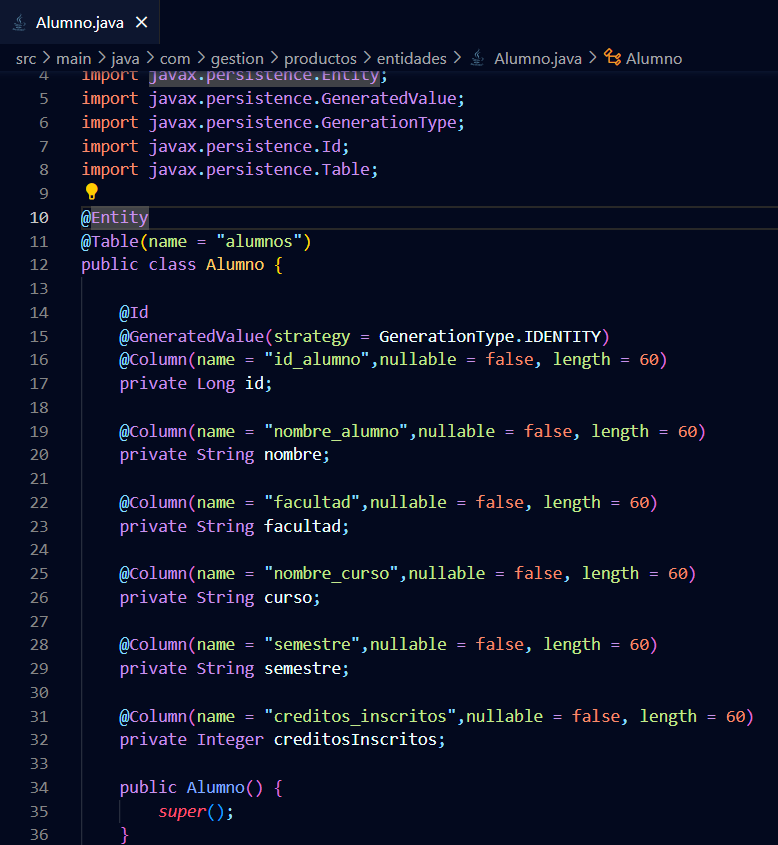 Alumno.java ×
src > main > java > com > gestion > productos > entidades > Alumno.java > Alumno
4 import javax.persistence.Entity;
5 import javax.persistence.GeneratedValue;
6 import javax.persistence.GenerationType;
7 import javax.persistence.Id;
8 import javax.persistence.Table;
9
10 @Entity
11 @Table(name = "alumnos")
12 public class Alumno {
13
14 @Id
15 @GeneratedValue(strategy = GenerationType.IDENTITY)
16 @Column(name = "id_alumno",nullable = false, length = 60)
17 private Long id;
18
19 @Column(name = "nombre_alumno",nullable = false, length = 60)
20 private String nombre;
21
22 @Column(name = "facultad",nullable = false, length = 60)
23 private String facultad;
24
25 @Column(name = "nombre_curso",nullable = false, length = 60)
26 private String curso;
27
28 @Column(name = "semestre",nullable = false, length = 60)
29 private String semestre;
30
31 @Column(name = "creditos_inscritos",nullable = false, length = 60)
32 private Integer creditosInscritos;
33
34 public Alumno() {
35 super();
36 }